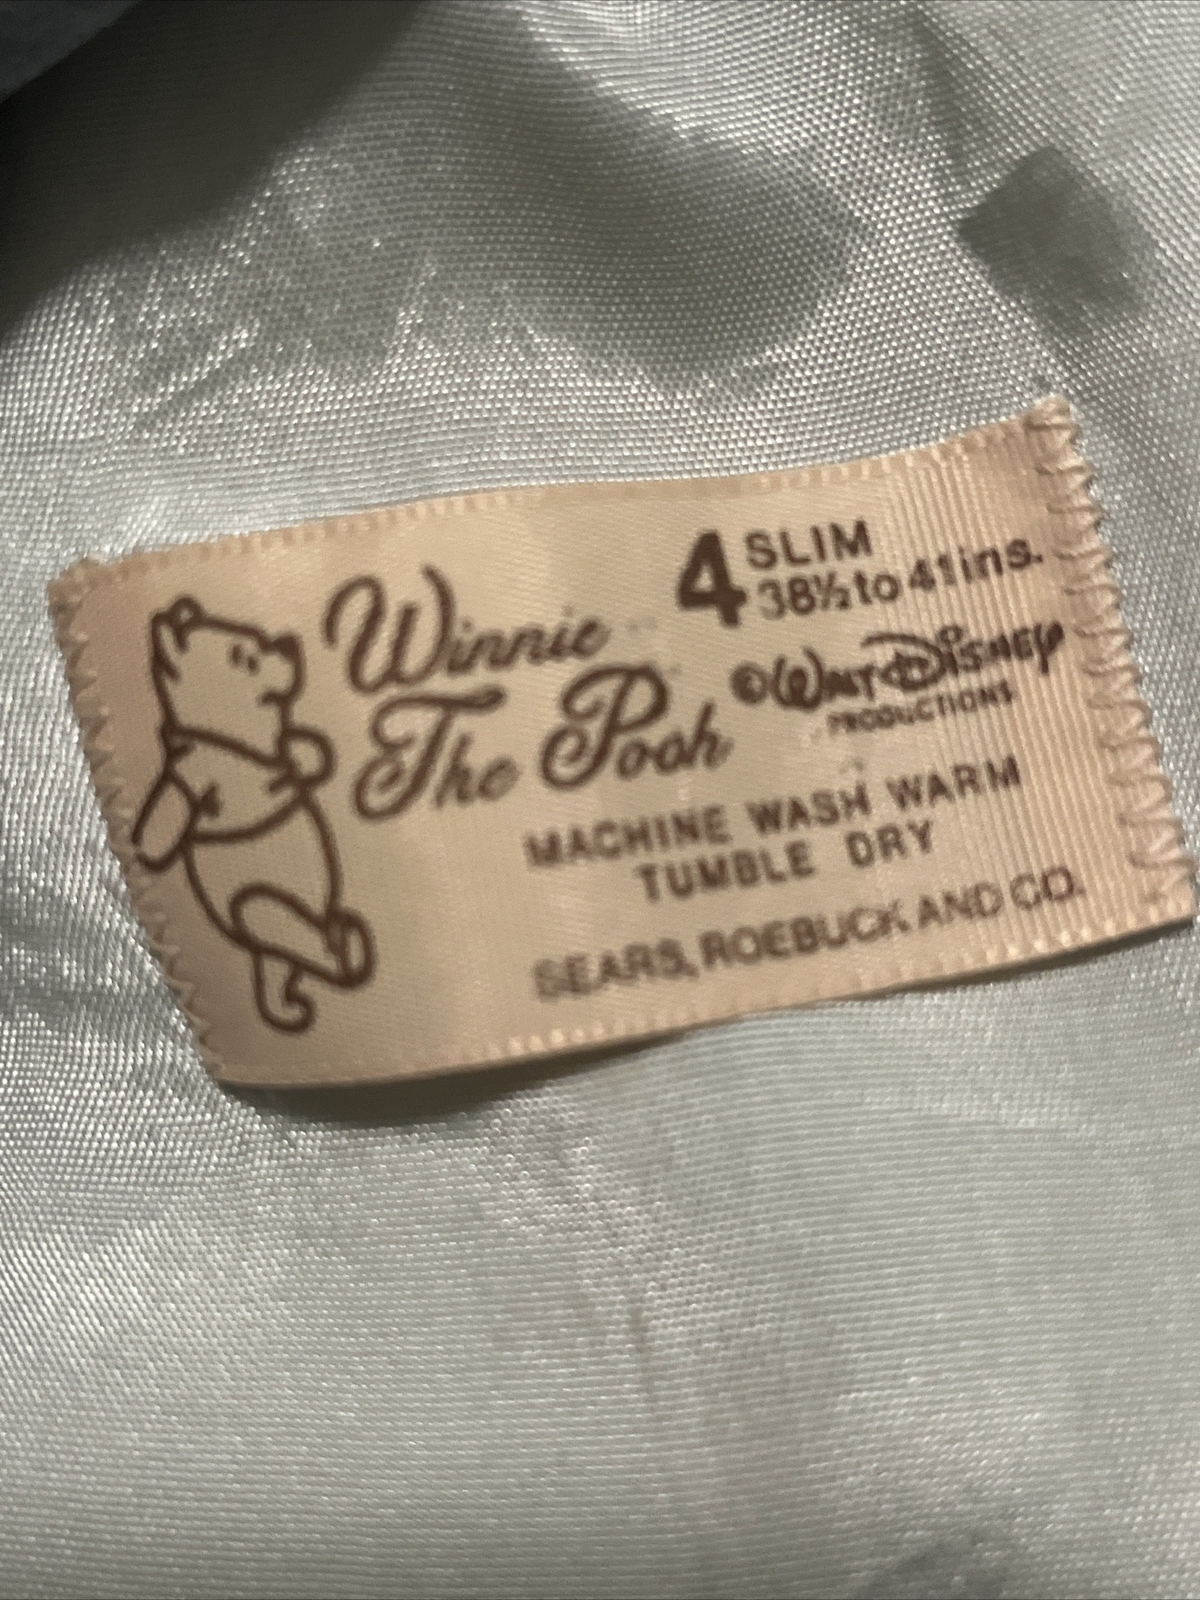 Winnie
The Pooh
4 SLIM
38½ to 41 ins.
© WALT DISNEY
PRODUCTIONS
MACHINE WASH WARM
TUMBLE DRY
SEARS, ROEBUCK AND CO.